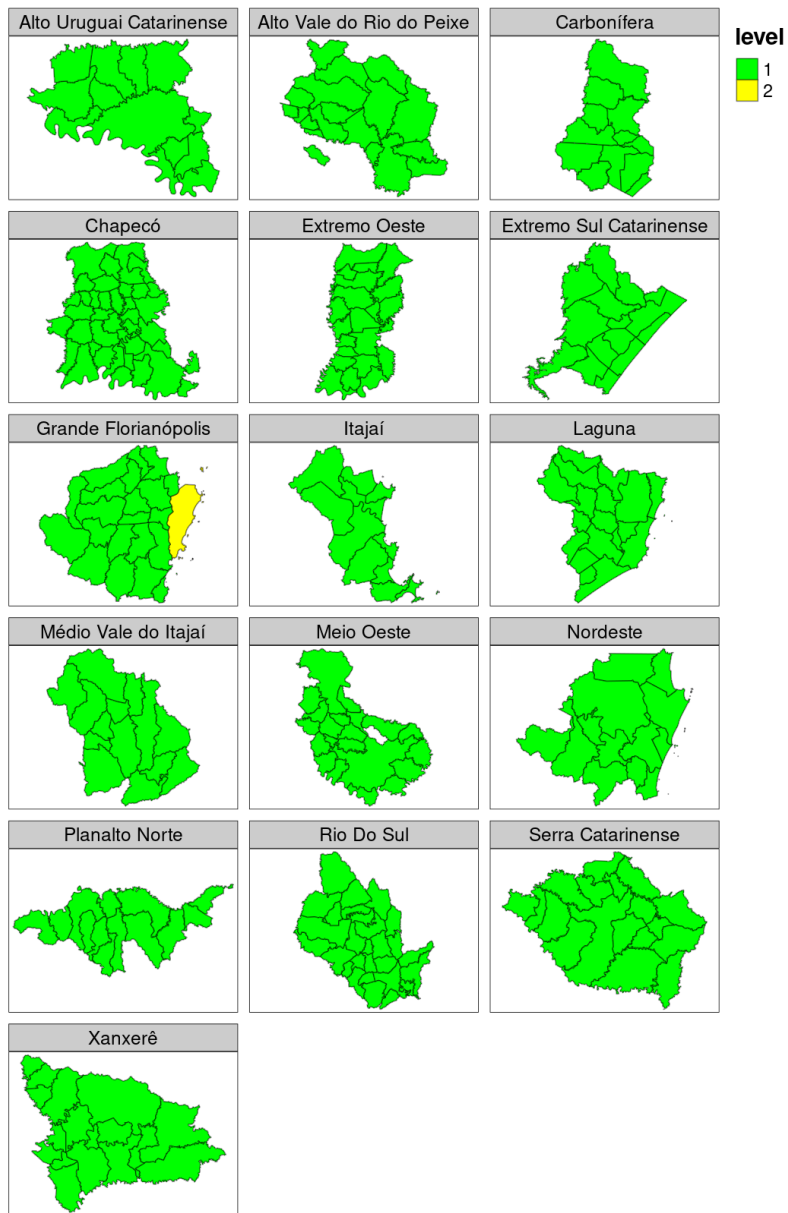 Alto Uruguai Catarinense
Alto Vale do Rio do Peixe
Carbonífera
level
1
2
Chapecó
Extremo Oeste
Extremo Sul Catarinense
Grande Florianópolis
Itajaí
Laguna
Médio Vale do Itajaí
Meio Oeste
Nordeste
Planalto Norte
Rio Do Sul
Serra Catarinense
Xanxerê